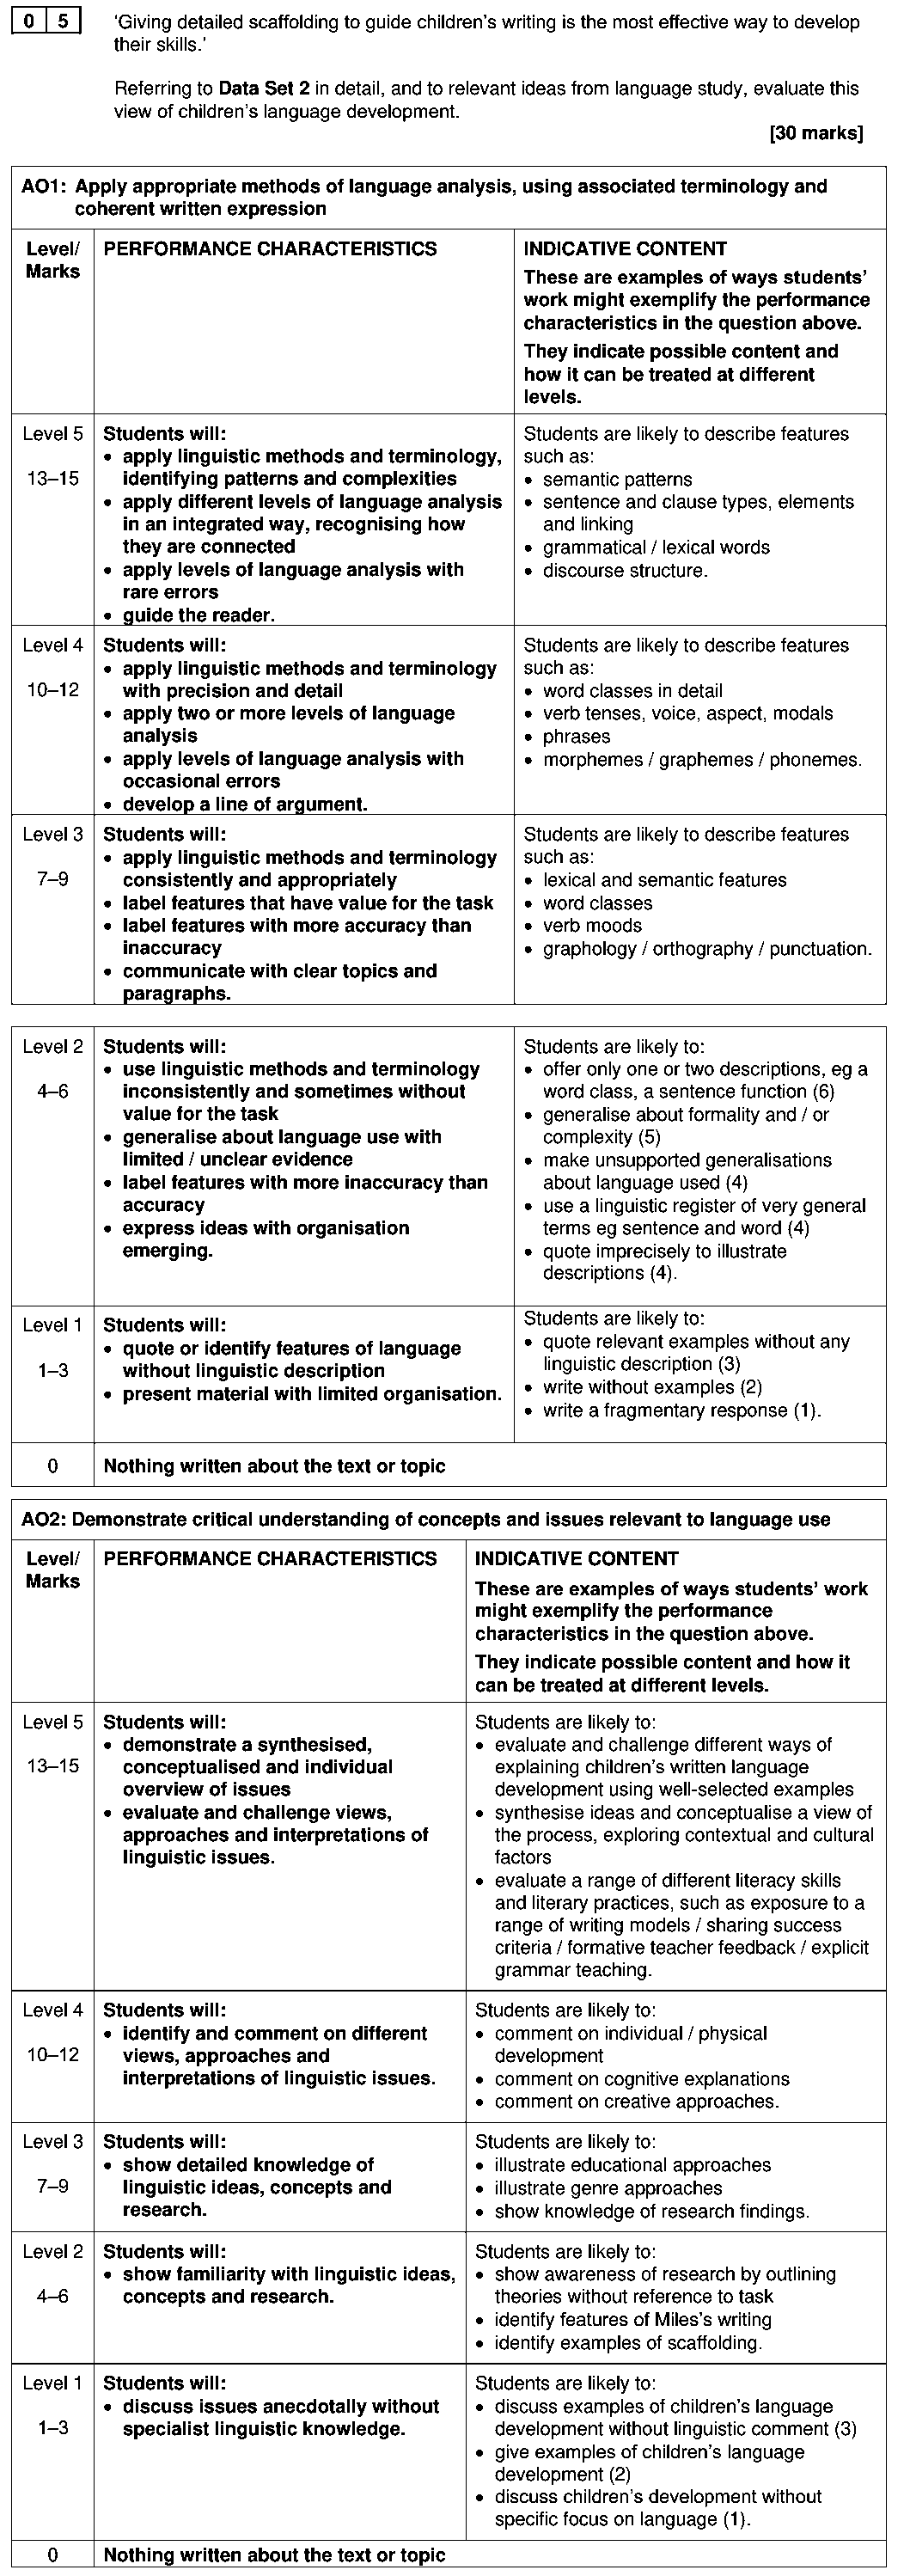 0 5
'Giving detailed scaffolding to guide children's writing is the most effective way to develop
their skills.'
Referring to Data Set 2 in detail, and to relevant ideas from language study, evaluate this
view of children's language development.
[30 marks]
AO1: Apply appropriate methods of language analysis, using associated terminology and
coherent written expression
Level/
Marks
PERFORMANCE CHARACTERISTICS
INDICATIVE CONTENT
These are examples of ways students'
work might exemplify the performance
characteristics in the question above.
They indicate possible content and
how it can be treated at different
levels.
Level 5
13–15
Students will:
• apply linguistic methods and terminology,
identifying patterns and complexities
• apply different levels of language analysis
in an integrated way, recognising how
they are connected
• apply levels of language analysis with
rare errors
• guide the reader.
Students are likely to describe features
such as:
• semantic patterns
• sentence and clause types, elements
and linking
• grammatical / lexical words
• discourse structure.
Level 4
10–12
Students will:
• apply linguistic methods and terminology
with precision and detail
• apply two or more levels of language
analysis
• apply levels of language analysis with
occasional errors
• develop a line of argument.
Students are likely to describe features
such as:
• word classes in detail
• verb tenses, voice, aspect, modals
• phrases
• morphemes / graphemes / phonemes.
Level 3
7–9
Students will:
• apply linguistic methods and terminology
consistently and appropriately
• label features that have value for the task
• label features with more accuracy than
inaccuracy
• communicate with clear topics and
paragraphs.
Students are likely to describe features
such as:
• lexical and semantic features
• word classes
• verb moods
• graphology / orthography / punctuation.
Level 2
4–6
Students will:
• use linguistic methods and terminology
inconsistently and sometimes without
value for the task
• generalise about language use with
limited / unclear evidence
• label features with more inaccuracy than
accuracy
• express ideas with organisation
emerging.
Students are likely to:
• offer only one or two descriptions, eg a
word class, a sentence function (6)
• generalise about formality and / or
complexity (5)
• make unsupported generalisations
about language used (4)
• use a linguistic register of very general
terms eg sentence and word (4)
• quote imprecisely to illustrate
descriptions (4).
Level 1
1–3
Students will:
• quote or identify features of language
without linguistic description
• present material with limited organisation.
Students are likely to:
• quote relevant examples without any
linguistic description (3)
• write without examples (2)
• write a fragmentary response (1).
0
Nothing written about the text or topic
AO2: Demonstrate critical understanding of concepts and issues relevant to language use
Level/
Marks
PERFORMANCE CHARACTERISTICS
INDICATIVE CONTENT
These are examples of ways students' work
might exemplify the performance
characteristics in the question above.
They indicate possible content and how it
can be treated at different levels.
Level 5
13–15
Students will:
• demonstrate a synthesised,
conceptualised and individual
overview of issues
• evaluate and challenge views,
approaches and interpretations of
linguistic issues.
Students are likely to:
• evaluate and challenge different ways of
explaining children's written language
development using well-selected examples
• synthesise ideas and conceptualise a view of
the process, exploring contextual and cultural
factors
• evaluate a range of different literacy skills
and literary practices, such as exposure to a
range of writing models / sharing success
criteria / formative teacher feedback / explicit
grammar teaching.
Level 4
10–12
Students will:
• identify and comment on different
views, approaches and
interpretations of linguistic issues.
Students are likely to:
• comment on individual / physical
development
• comment on cognitive explanations
• comment on creative approaches.
Level 3
7–9
Students will:
• show detailed knowledge of
linguistic ideas, concepts and
research.
Students are likely to:
• illustrate educational approaches
• illustrate genre approaches
• show knowledge of research findings.
Level 2
4–6
Students will:
• show familiarity with linguistic ideas,
concepts and research.
Students are likely to:
• show awareness of research by outlining
theories without reference to task
• identify features of Miles's writing
• identify examples of scaffolding.
Level 1
1–3
Students will:
• discuss issues anecdotally without
specialist linguistic knowledge.
Students are likely to:
• discuss examples of children's language
development without linguistic comment (3)
• give examples of children's language
development (2)
• discuss children's development without
specific focus on language (1).
0
Nothing written about the text or topic